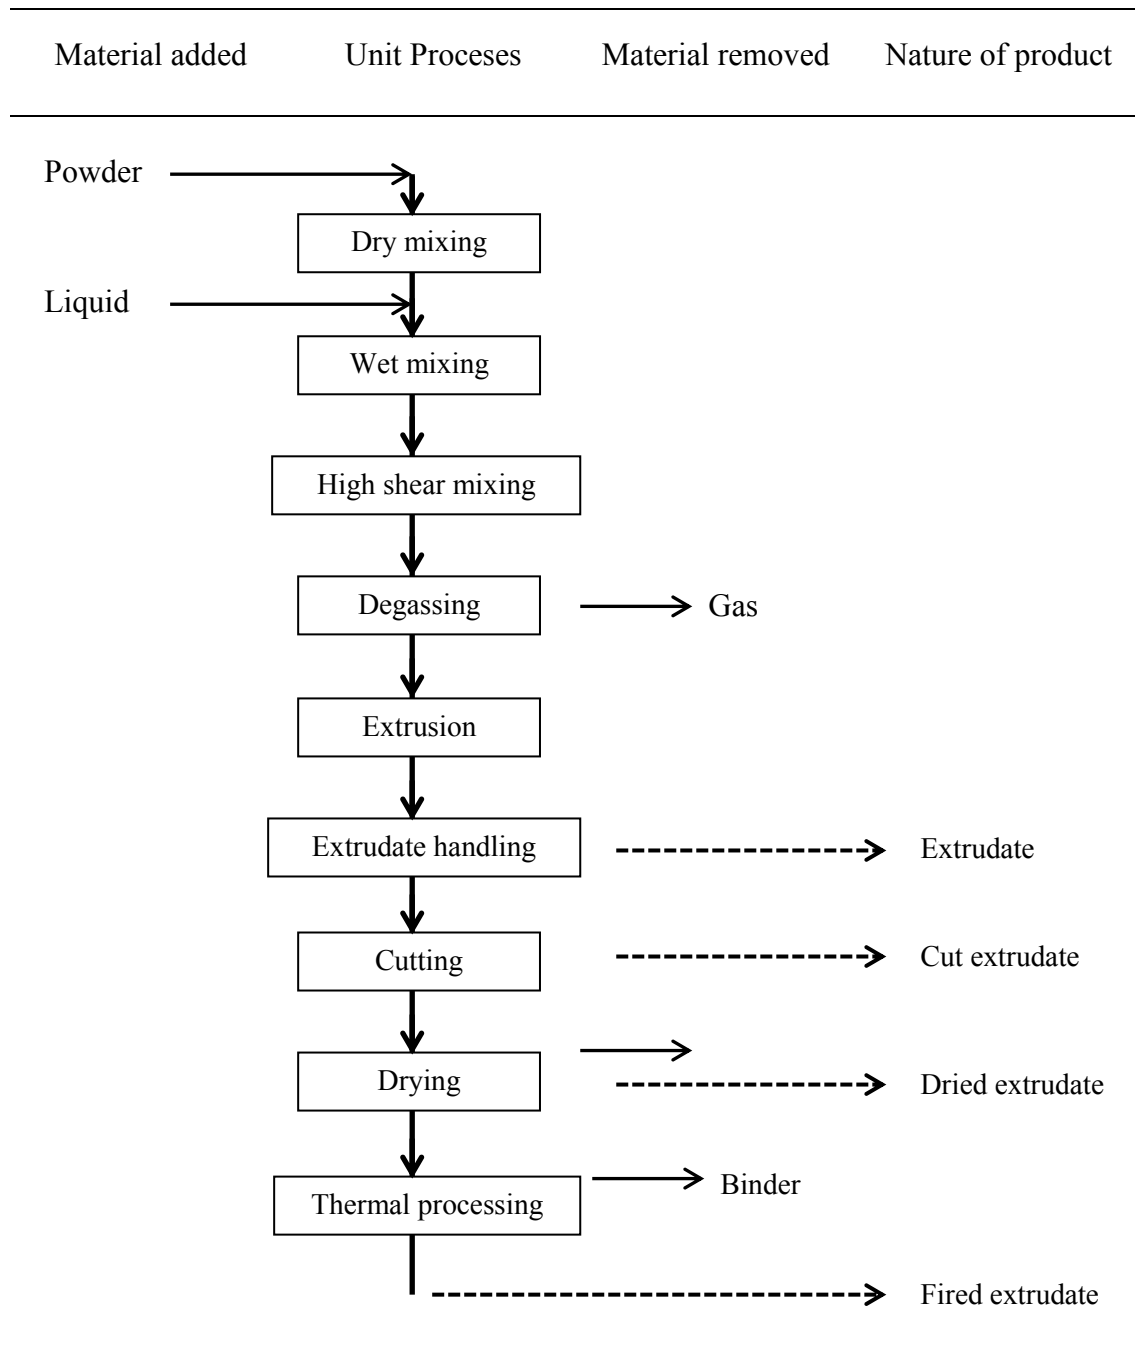 Material added Unit Proceses Material removed Nature of product
Powder
Dry mixing
Liquid
Wet mixing
High shear mixing
Degassing Gas
Extrusion
Extrudate handling Extrudate
Cutting Cut extrudate
Drying Dried extrudate
Thermal processing Binder
Fired extrudate